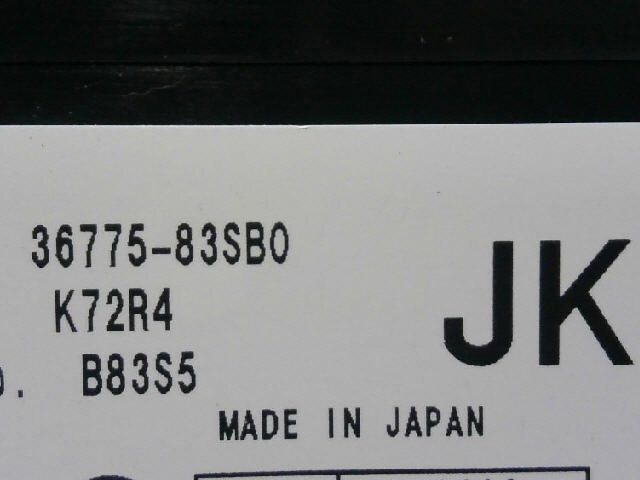 36775-83SB0
K72R4
JK
. B83S5
MADE IN JAPAN